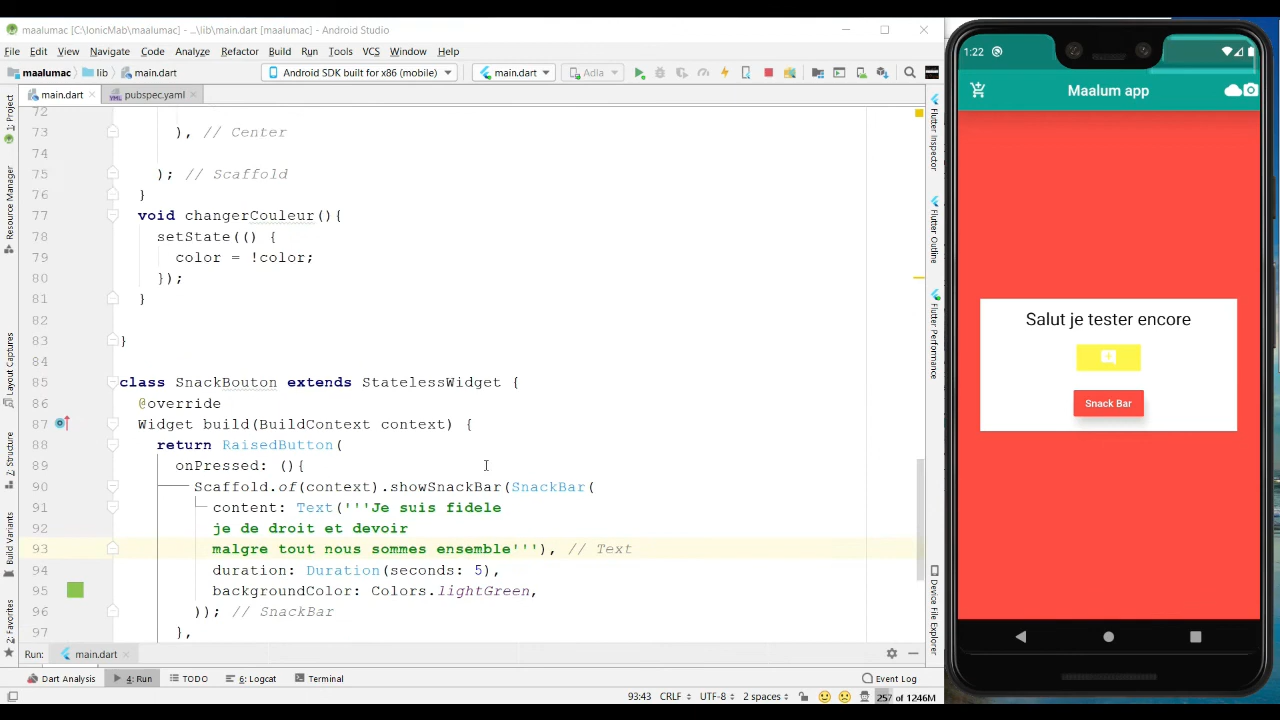 maalumac [C:\IonicMab\maalumac] - ...\lib\main.dart [maalumac] - Android Studio
File Edit View Navigate Code Analyze Refactor Build Run Tools VCS Window Help
maalumac lib main.dart Android SDK built for x86 (mobile) main.dart Adia
main.dart pubspec.yaml
1: Project
Resource Manager
Layout Captures
Z: Structure
Build Variants
2: Favorites
72
73 ), // Center
74
75 ); // Scaffold
76 }
77 void changerCouleur(){
78 setState(() {
79 color = !color;
80 });
81 }
82
83 }
84
85 class SnackBouton extends StatelessWidget {
86 @override
87 Widget build(BuildContext context) {
88 return RaisedButton(
89 onPressed: (){
90 Scaffold.of(context).showSnackBar(SnackBar(
91 content: Text('''Je suis fidele
92 je de droit et devoir
93 malgre tout nous sommes ensemble'''), // Text
94 duration: Duration(seconds: 5),
95 backgroundColor: Colors.lightGreen,
96 )); // SnackBar
97 },
Flutter Inspector
Flutter Outline
Flutter Performance
Device File Explorer
Run: main.dart
Dart Analysis 4: Run TODO 6: Logcat Terminal Event Log
93:43 CRLF UTF-8 2 spaces 257 of 1246M
1:22
Maalum app
Salut je tester encore
Snack Bar